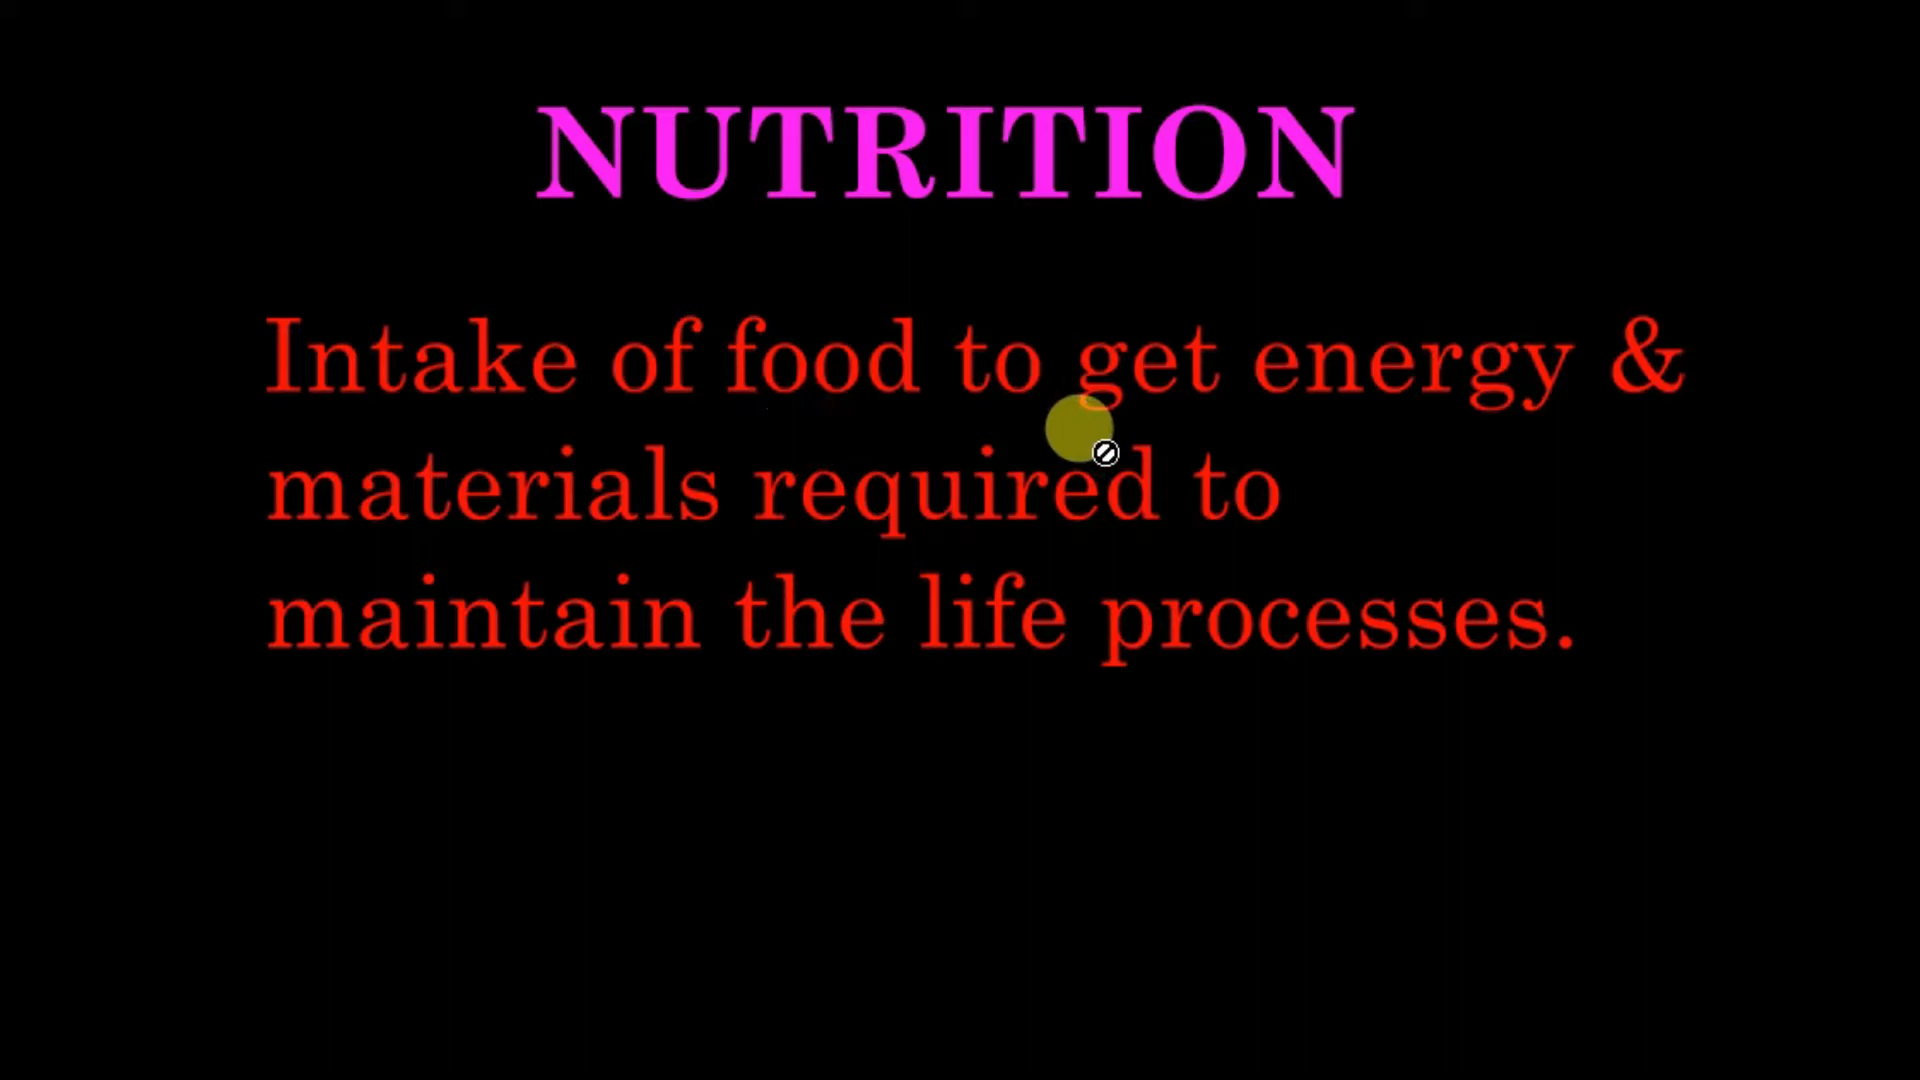 NUTRITION
Intake of food to get energy &
materials required to
maintain the life processes.